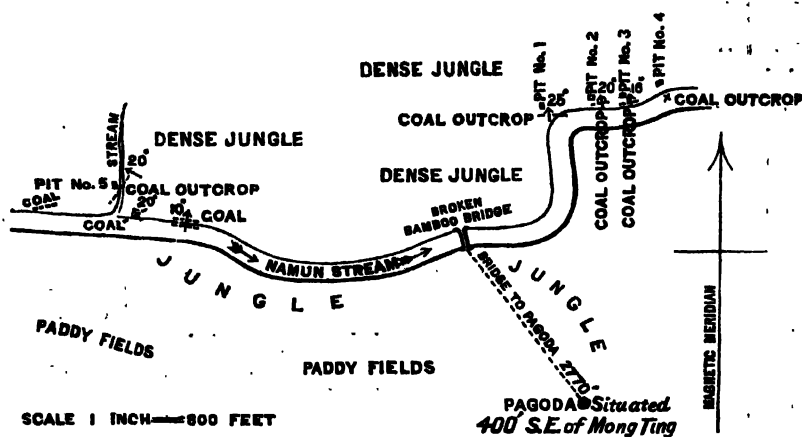 PIT No. 1
PIT No. 2
PIT No. 3
PIT No. 4
DENSE JUNGLE
25°
20°
15°
COAL OUTCROP
COAL OUTCROP
COAL OUTCROP
COAL OUTCROP
STREAM
DENSE JUNGLE
20°
DENSE JUNGLE
PIT No. 5
COAL OUTCROP
COAL
20°
10°
COAL
COAL
BROKEN
BAMBOO BRIDGE
NAMUN STREAM
JUNGLE
JUNGLE
BRIDGE TO PAGODA 2770'
MAGNETIC MERIDIAN
PADDY FIELDS
PADDY FIELDS
PAGODA Situated
400' S.E. of Mong Ting
SCALE 1 INCH = 800 FEET